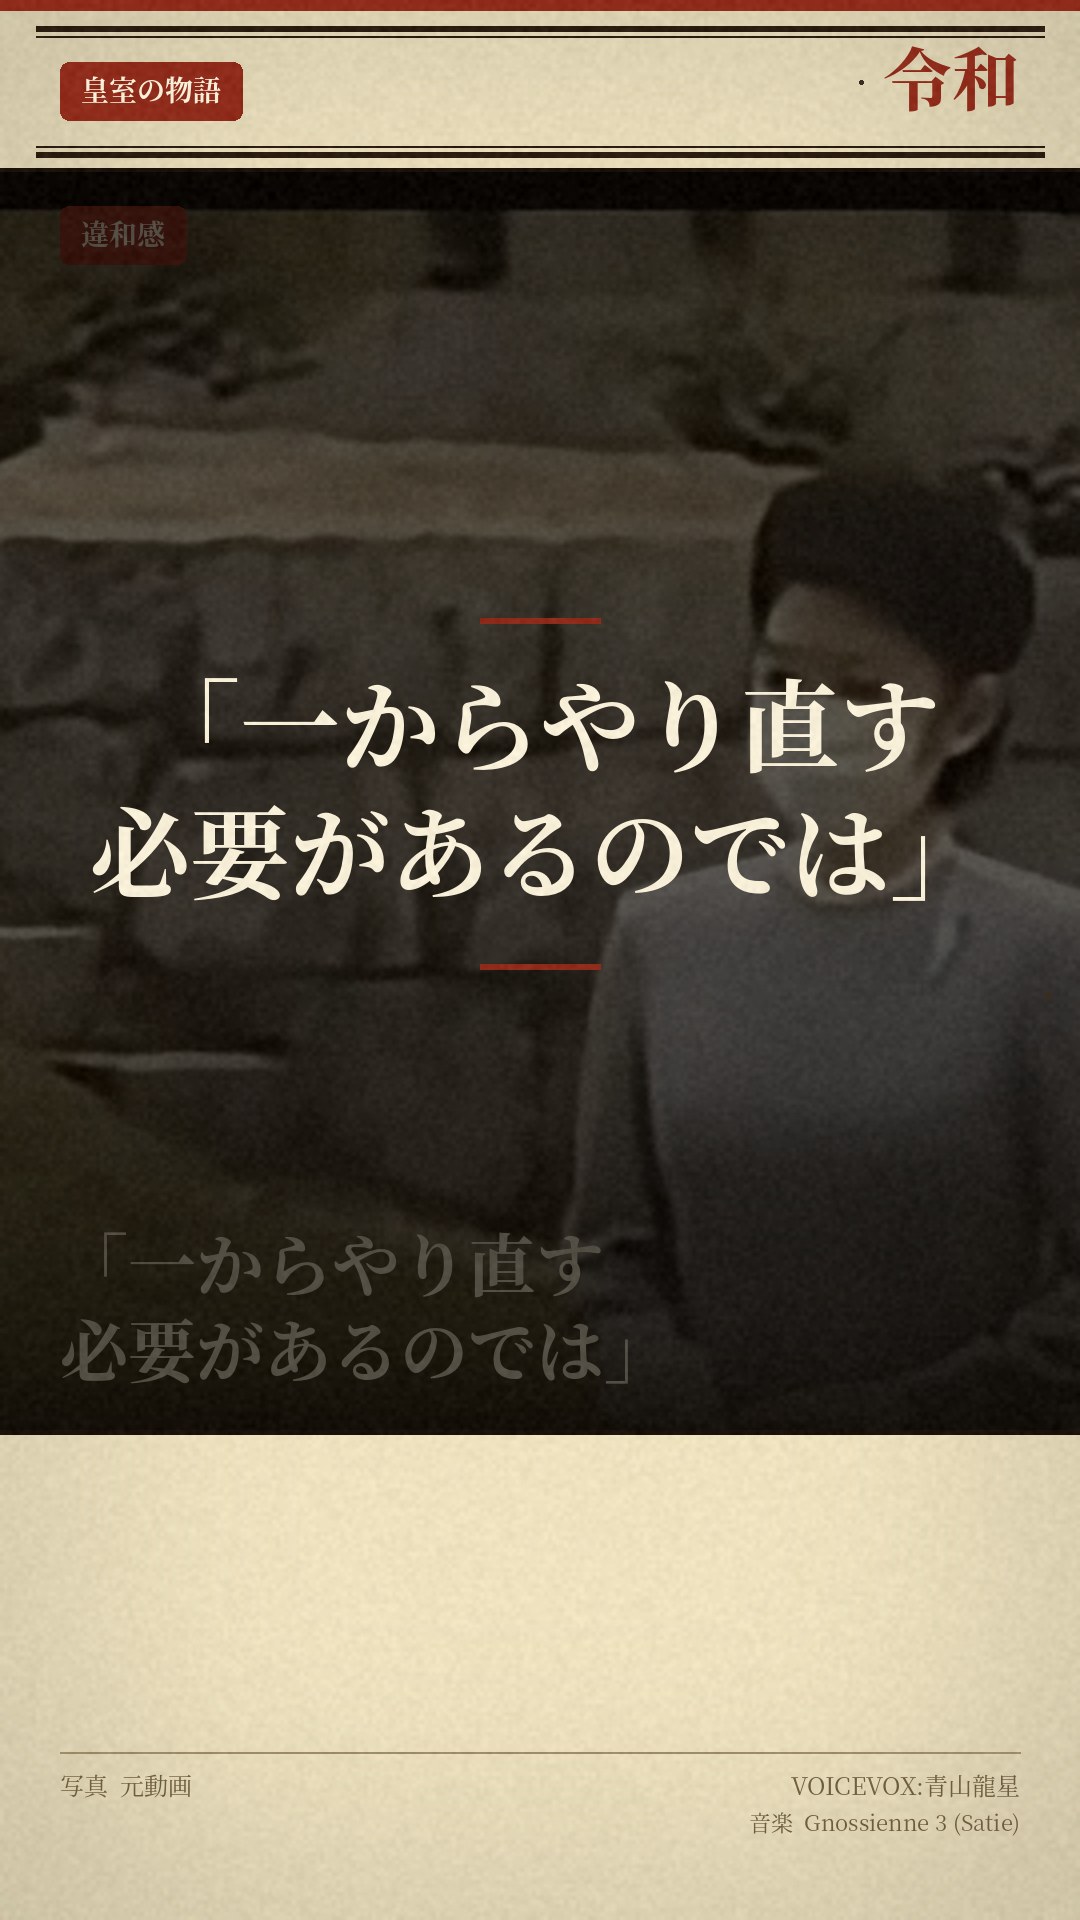 皇室の物語
· 令和
違和感
「一からやり直す
必要があるのでは」
「一からやり直す
必要があるのでは」
写真 元動画
VOICEVOX:青山龍星
音楽 Gnossienne 3 (Satie)